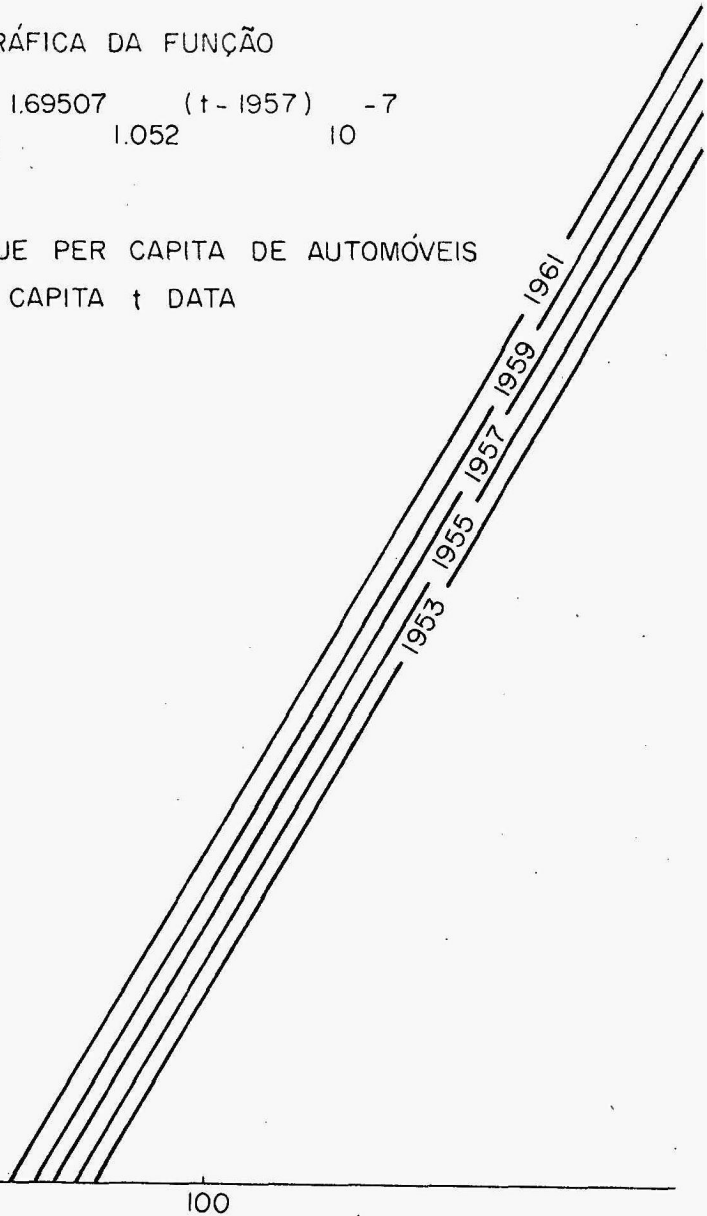 RÁFICA DA FUNÇÃO
1.69507 (t - 1957) -7
1.052 10
UE PER CAPITA DE AUTOMÓVEIS
CAPITA t DATA
1961
1959
1957
1955
1953
100